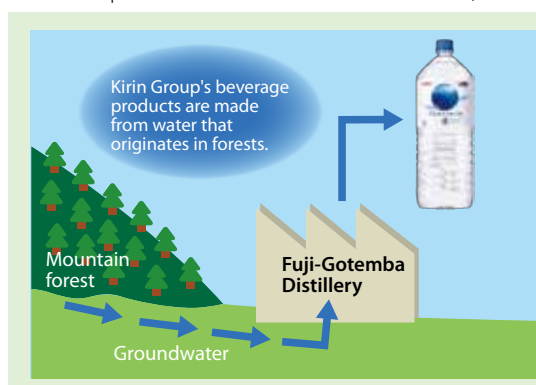 Kirin Group's beverage
products are made
from water that
originates in forests.
Mountain
forest
Fuji-Gotemba
Distillery
Groundwater